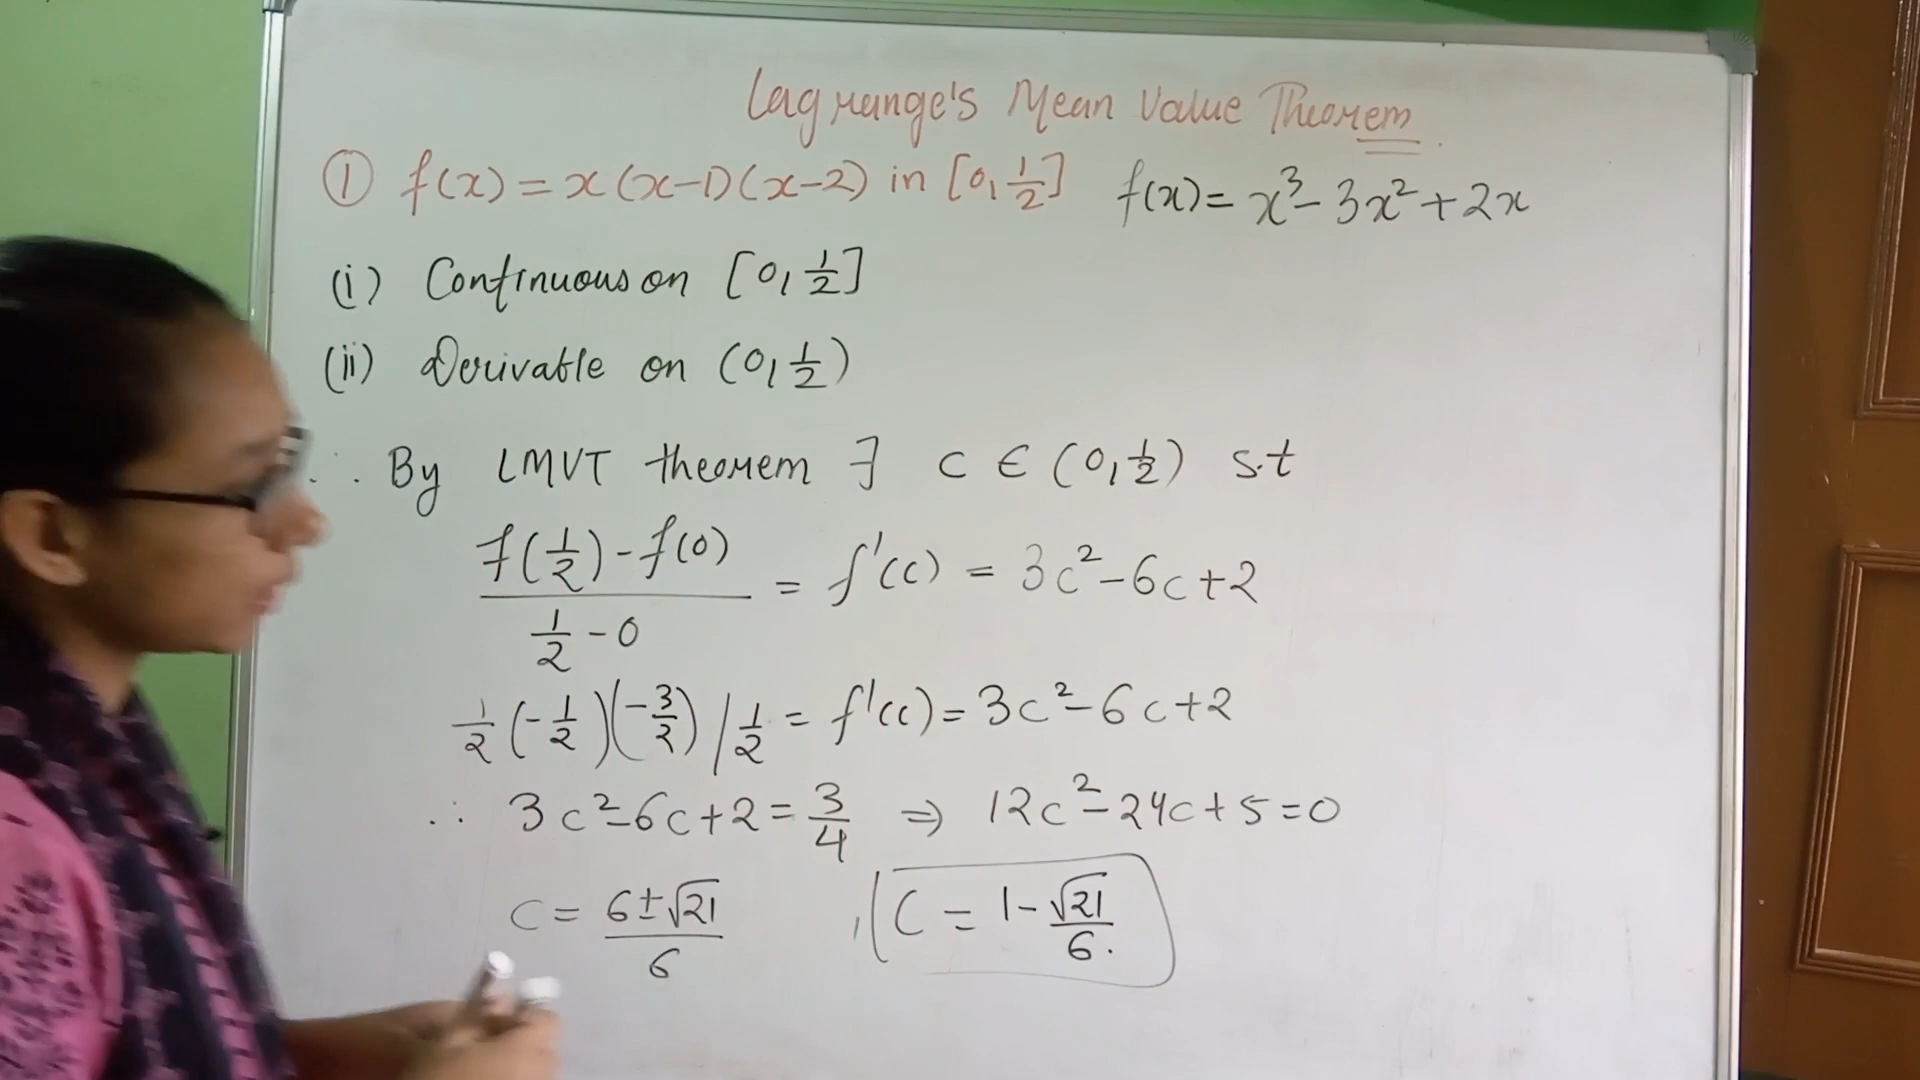 Lagrange's Mean Value Theorem.
① f(x) = x(x-1)(x-2) in [0, 1/2] f(x) = x³ - 3x² + 2x
(i) Continuous on [0, 1/2]
(ii) Derivable on (0, 1/2)
∴ By LMVT theorem ∃ c ∈ (0, 1/2) s.t
(f(1/2) - f(0)) / (1/2 - 0) = f'(c) = 3c² - 6c + 2
1/2 (-1/2)(-3/2) / 1/2 = f'(c) = 3c² - 6c + 2
∴ 3c² - 6c + 2 = 3/4 ⇒ 12c² - 24c + 5 = 0
c = (6 ± √21)/6 , C = 1 - √21/6.